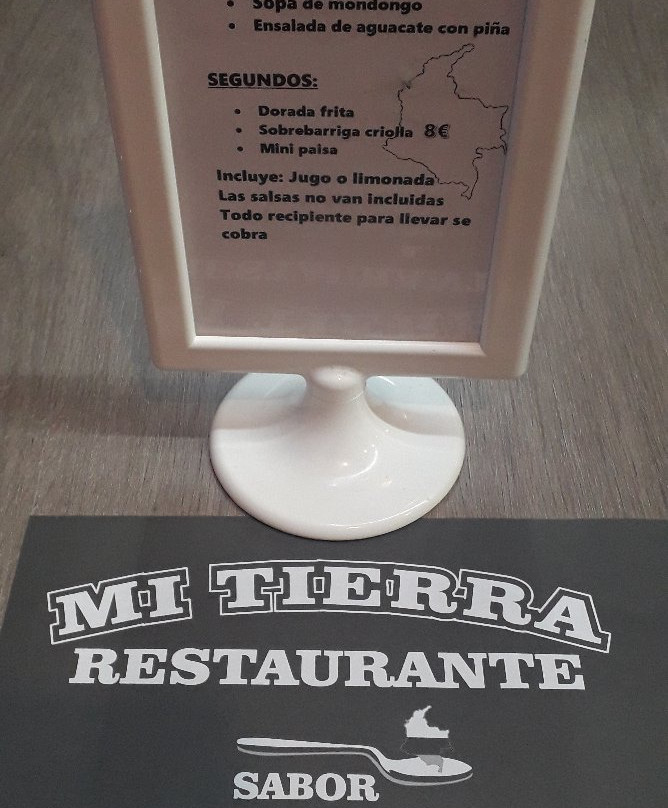 Sopa de mondongo
Ensalada de aguacate con piña
SEGUNDOS:
Dorada frita
Sobrebarriga criolla 8€
Mini paisa
Incluye: Jugo o limonada
Las salsas no van incluidas
Todo recipiente para llevar se
cobra
MI TIERRA
RESTAURANTE
SABOR